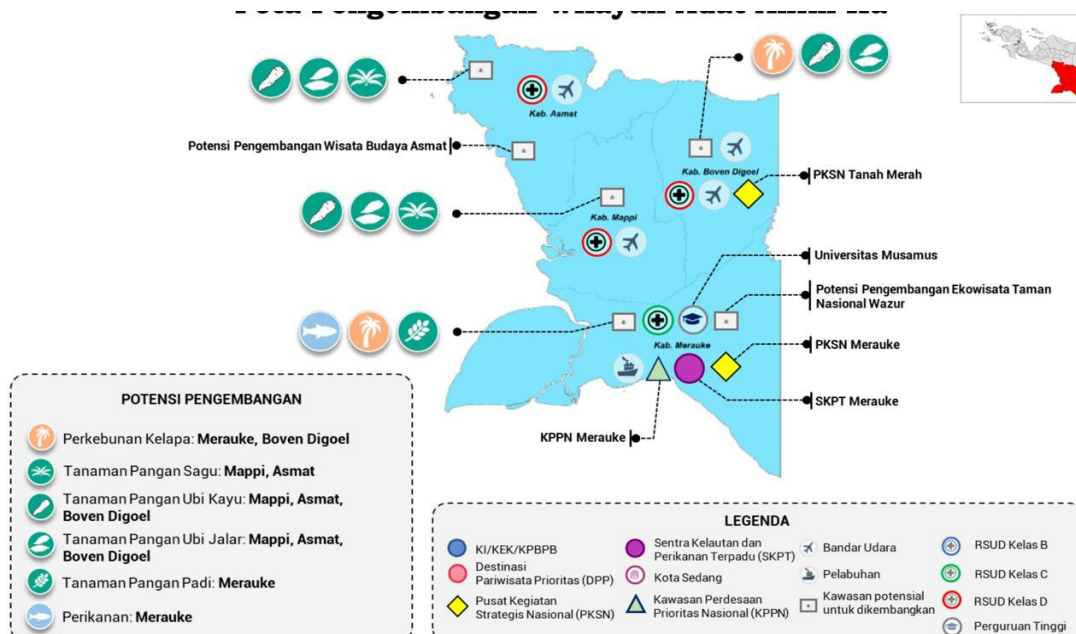 Kab. Asmat
Potensi Pengembangan Wisata Budaya Asmat
Kab. Boven Digoel
PKSN Tanah Merah
Kab. Mappi
Universitas Musamus
Potensi Pengembangan Ekowisata Taman
Nasional Wazur
Kab. Merauke
PKSN Merauke
SKPT Merauke
KPPN Merauke
POTENSI PENGEMBANGAN
Perkebunan Kelapa: Merauke, Boven Digoel
Tanaman Pangan Sagu: Mappi, Asmat
Tanaman Pangan Ubi Kayu: Mappi, Asmat,
Boven Digoel
Tanaman Pangan Ubi Jalar: Mappi, Asmat,
Boven Digoel
Tanaman Pangan Padi: Merauke
Perikanan: Merauke
LEGENDA
KI/KEK/KPBPB
Destinasi
Pariwisata Prioritas (DPP)
Pusat Kegiatan
Strategis Nasional (PKSN)
Sentra Kelautan dan
Perikanan Terpadu (SKPT)
Kota Sedang
Kawasan Perdesaan
Prioritas Nasional (KPPN)
Bandar Udara
Pelabuhan
Kawasan potensial
untuk dikembangkan
RSUD Kelas B
RSUD Kelas C
RSUD Kelas D
Perguruan Tinggi